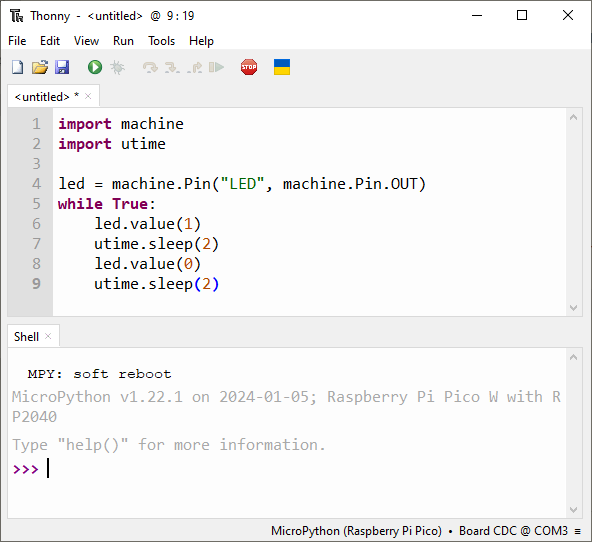 Thonny - <untitled> @ 9:19
File Edit View Run Tools Help
STOP
<untitled> * ×
1 import machine
2 import utime
3
4 led = machine.Pin("LED", machine.Pin.OUT)
5 while True:
6     led.value(1)
7     utime.sleep(2)
8     led.value(0)
9     utime.sleep(2)
Shell ×
MPY: soft reboot
MicroPython v1.22.1 on 2024-01-05; Raspberry Pi Pico W with R
P2040
Type "help()" for more information.
>>>
MicroPython (Raspberry Pi Pico) • Board CDC @ COM3 ≡